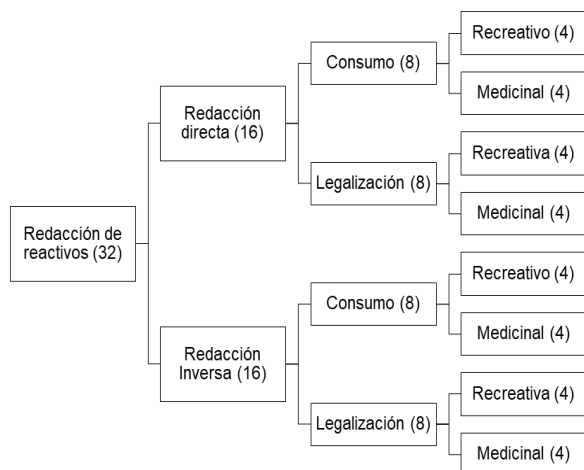 Redacción de
reactivos (32)
Redacción
directa (16)
Consumo (8)
Recreativo (4)
Medicinal (4)
Legalización (8)
Recreativa (4)
Medicinal (4)
Redacción
Inversa (16)
Consumo (8)
Recreativo (4)
Medicinal (4)
Legalización (8)
Recreativa (4)
Medicinal (4)